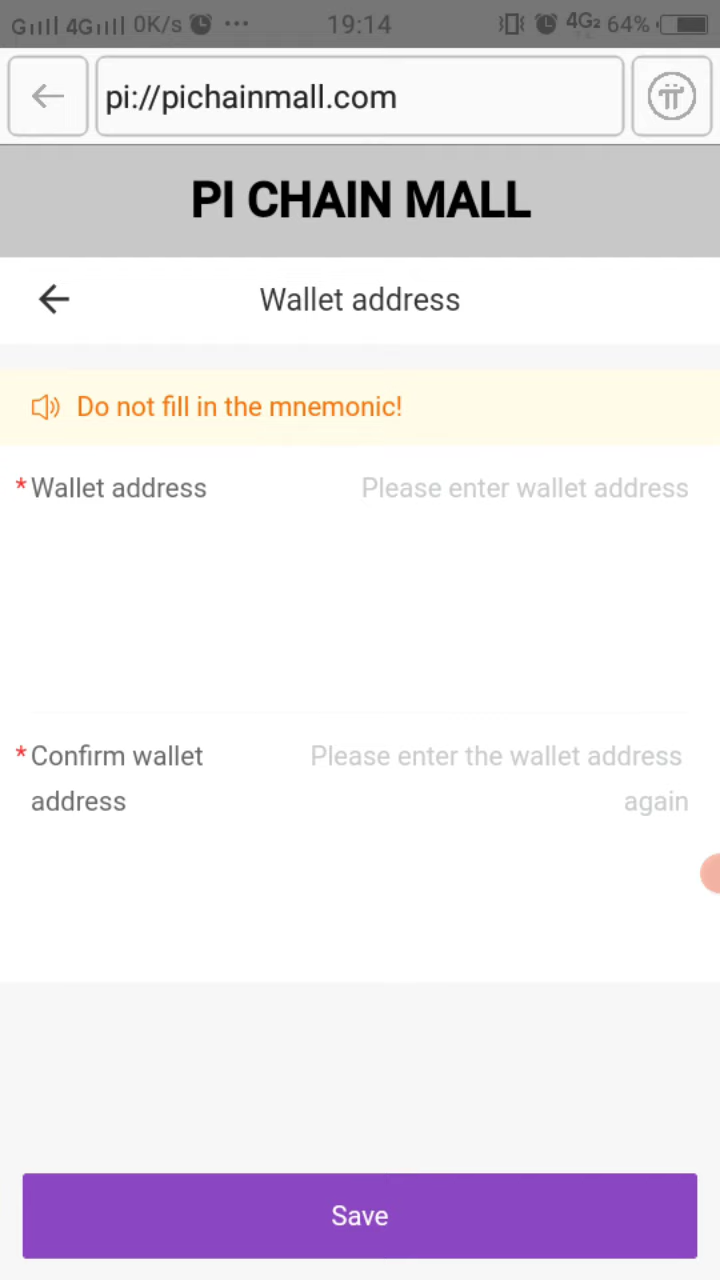 0K/s ... 19:14 4G2 64%
pi://pichainmall.com
PI CHAIN MALL
Wallet address
Do not fill in the mnemonic!
* Wallet address Please enter wallet address
* Confirm wallet Please enter the wallet address
address again
Save